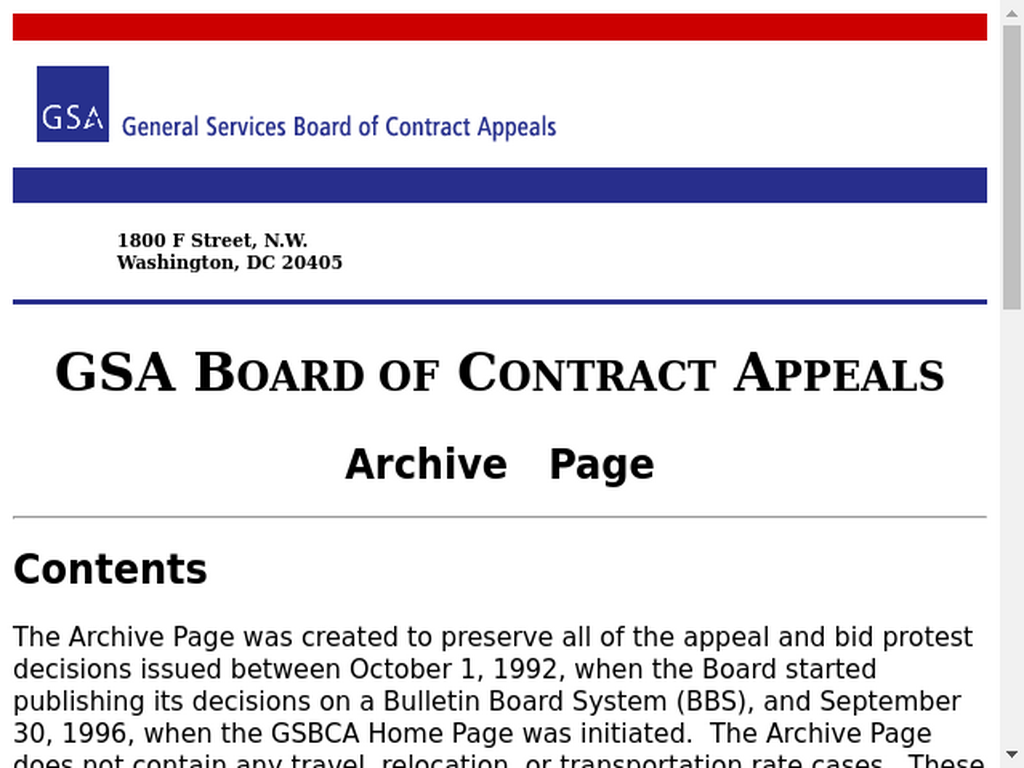 GSA
General Services Board of Contract Appeals
1800 F Street, N.W.
Washington, DC 20405
GSA BOARD OF CONTRACT APPEALS
Archive Page
Contents
The Archive Page was created to preserve all of the appeal and bid protest
decisions issued between October 1, 1992, when the Board started
publishing its decisions on a Bulletin Board System (BBS), and September
30, 1996, when the GSBCA Home Page was initiated. The Archive Page
does not contain any travel, relocation, or transportation rate cases. These